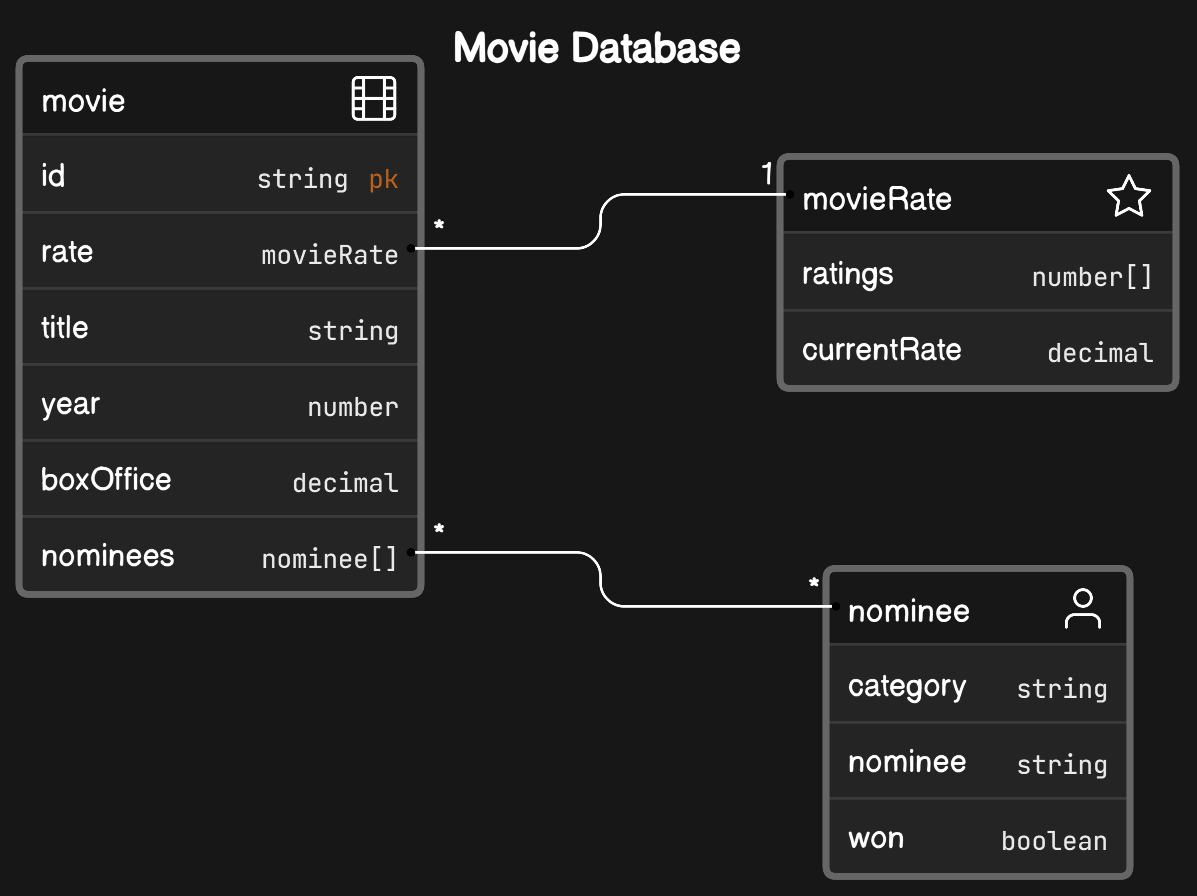 Movie Database
movie
id string pk
rate movieRate
title string
year number
boxOffice decimal
nominees nominee[]
*
1
movieRate
ratings number[]
currentRate decimal
*
*
nominee
category string
nominee string
won boolean